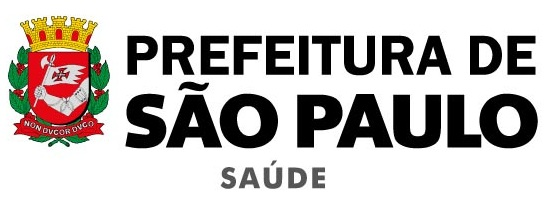 PREFEITURA DE
SÃO PAULO
NON DVCOR DVCO
SAÚDE